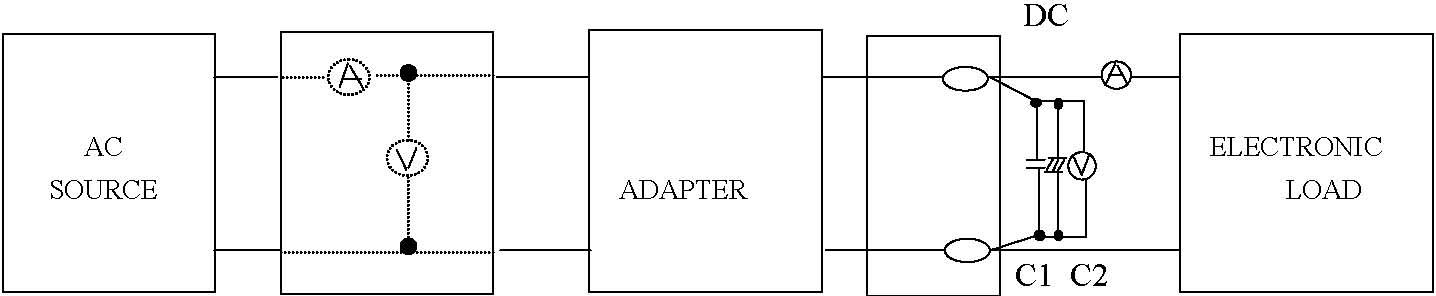 DC
AC
SOURCE
A
V
ADAPTER
A
V
C1 C2
ELECTRONIC
LOAD